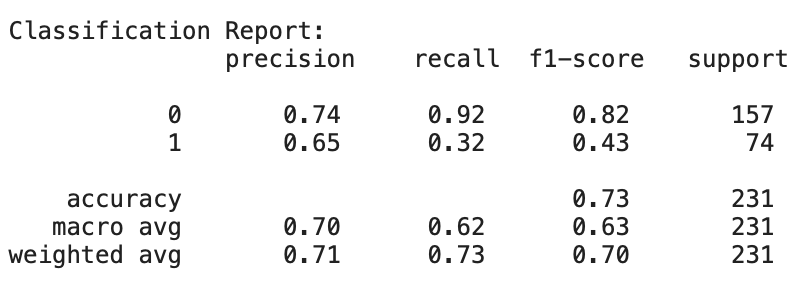 Classification Report:
precision recall f1-score support
0 0.74 0.92 0.82 157
1 0.65 0.32 0.43 74
accuracy 0.73 231
macro avg 0.70 0.62 0.63 231
weighted avg 0.71 0.73 0.70 231